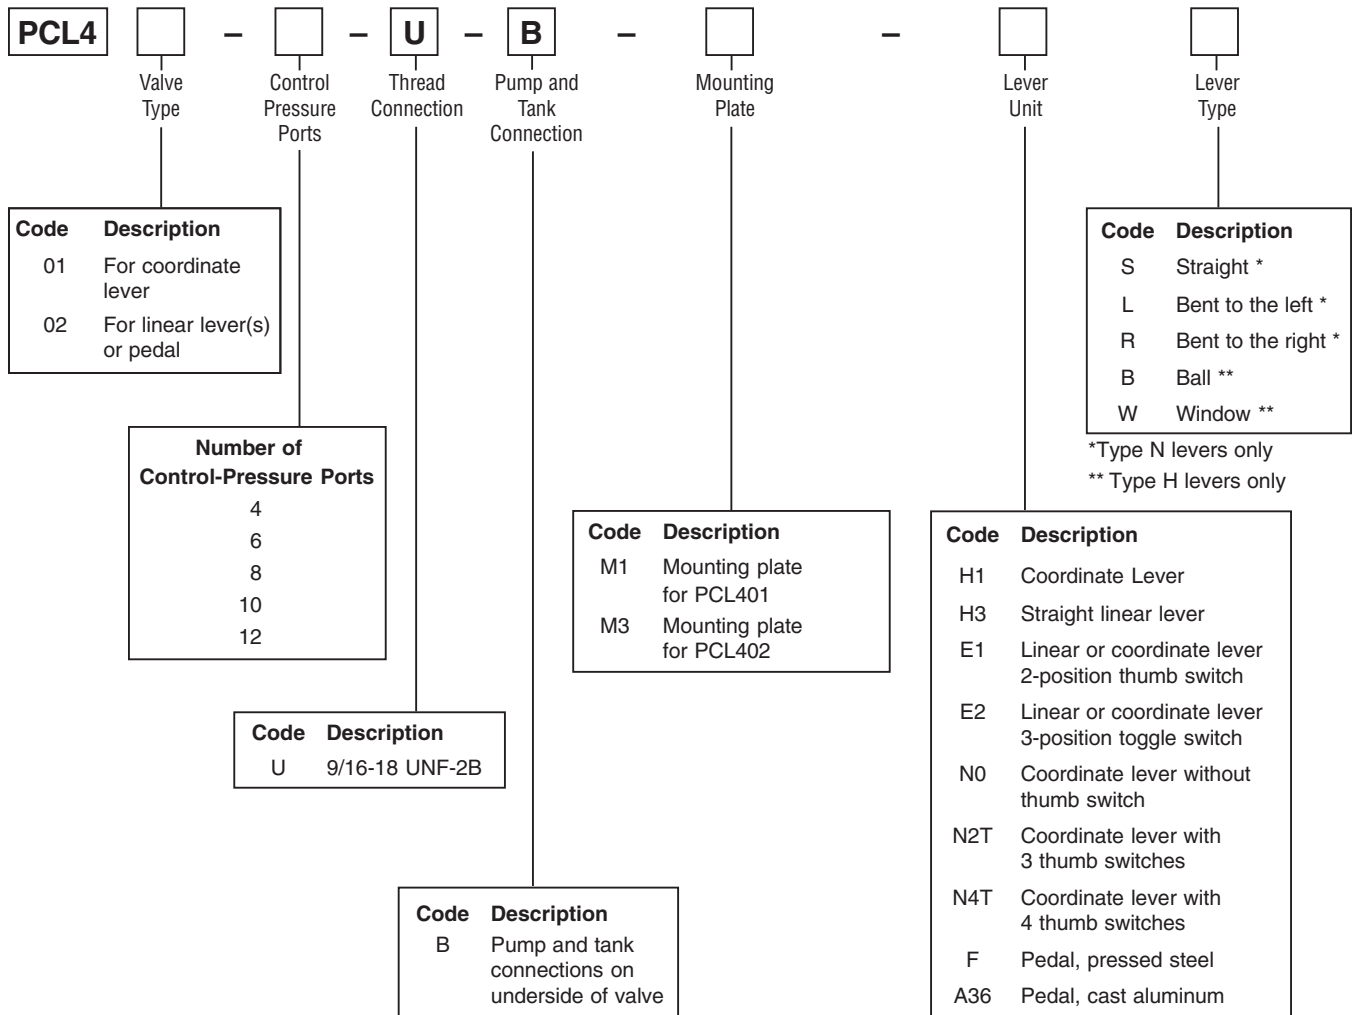 PCL4 – – U – B – –
Valve Type
Control Pressure Ports
Thread Connection
Pump and Tank Connection
Mounting Plate
Lever Unit
Lever Type
Code Description
01 For coordinate
lever
02 For linear lever(s)
or pedal
Number of
Control-Pressure Ports
4
6
8
10
12
Code Description
U 9/16-18 UNF-2B
Code Description
B Pump and tank
connections on
underside of valve
Code Description
M1 Mounting plate
for PCL401
M3 Mounting plate
for PCL402
Code Description
H1 Coordinate Lever
H3 Straight linear lever
E1 Linear or coordinate lever
2-position thumb switch
E2 Linear or coordinate lever
3-position toggle switch
N0 Coordinate lever without
thumb switch
N2T Coordinate lever with
3 thumb switches
N4T Coordinate lever with
4 thumb switches
F Pedal, pressed steel
A36 Pedal, cast aluminum
Code Description
S Straight *
L Bent to the left *
R Bent to the right *
B Ball **
W Window **
*Type N levers only
** Type H levers only